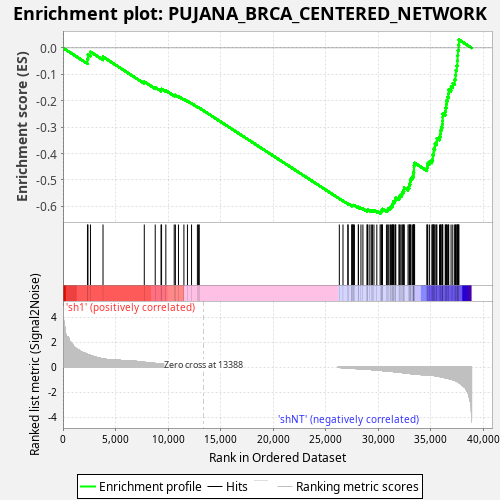 Enrichment plot: PUJANA_BRCA_CENTERED_NETWORK
Enrichment score (ES)
0.0
-0.1
-0.2
-0.3
-0.4
-0.5
-0.6
'sh1' (positively correlated)
Ranked list metric (Signal2Noise)
4
2
0
-2
-4
Zero cross at 13388
'shNT' (negatively correlated)
0
5,000
10,000
15,000
20,000
25,000
30,000
35,000
40,000
Rank in Ordered Dataset
Enrichment profile
Hits
Ranking metric scores